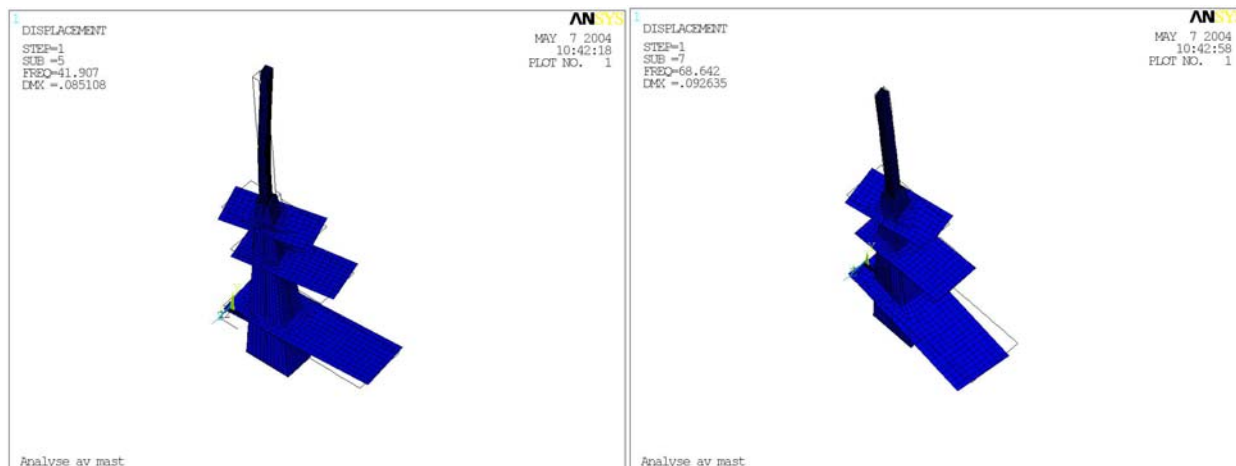 1
ANSYS
DISPLACEMENT
MAY 7 2004
STEP=1
10:42:18
SUB =5
PLOT NO. 1
FREQ=41.907
DMX =.085108
Analyse av mast
1
ANSYS
DISPLACEMENT
MAY 7 2004
STEP=1
10:42:58
SUB =7
PLOT NO. 1
FREQ=68.642
DMX =.092635
Analyse av mast